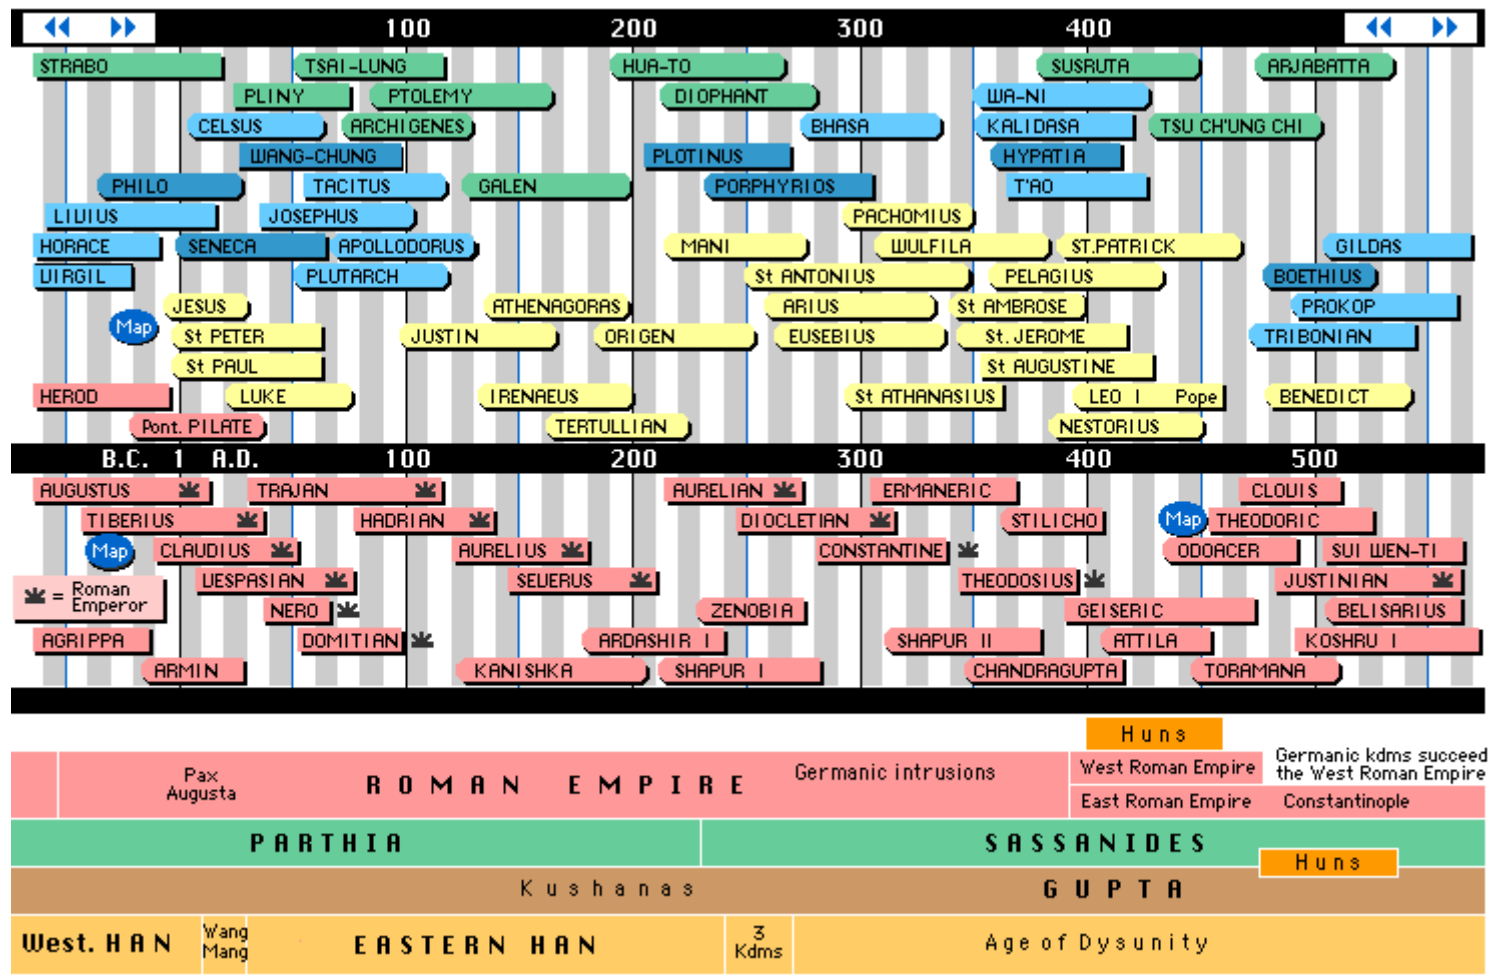 100 200 300 400
STRABO TSAI-LUNG HUA-TO SUSRUTA ARJABATTA
PLINY PTOLEMY DIOPHANT WA-NI
CELSUS ARCHIGENES BHASA KALIDASA TSU CH'UNG CHI
WANG-CHUNG PLOTINUS HYPATIA
PHILO TACITUS GALEN PORPHYRIOS T'AO
LIVIUS JOSEPHUS PACHOMIUS
HORACE SENECA APOLLODORUS MANI WULFILA ST.PATRICK GILDAS
VIRGIL PLUTARCH St ANTONIUS PELAGIUS BOETHIUS
JESUS ATHENAGORAS ARIUS St AMBROSE PROKOP
Map St PETER JUSTIN ORIGEN EUSEBIUS St. JEROME TRIBONIAN
St PAUL St AUGUSTINE
HEROD LUKE IRENAEUS St ATHANASIUS LEO I Pope BENEDICT
Pont. PILATE TERTULLIAN NESTORIUS
B.C. 1 A.D. 100 200 300 400 500
AUGUSTUS TRAJAN AURELIAN ERMANERIC CLOVIS
TIBERIUS HADRIAN DIOCLETIAN STILICHO Map THEODORIC
Map CLAUDIUS AURELIUS CONSTANTINE ODOACER SUI WEN-TI
VESPASIAN SEVERUS THEODOSIUS JUSTINIAN
= Roman
Emperor
NERO ZENOBIA GEISERIC BELISARIUS
AGRIPPA DOMITIAN ARDASHIR I SHAPUR II ATTILA KOSHRU I
ARMIN KANISHKA SHAPUR I CHANDRAGUPTA TORAMANA
Huns
Pax
Augusta
ROMAN EMPIRE
Germanic intrusions
West Roman Empire
Germanic kdms succeed
the West Roman Empire
East Roman Empire Constantinople
PARTHIA SASSANIDES
Huns
Kushanas GUPTA
West. HAN
Wang
Mang
EASTERN HAN
3
Kdms
Age of Dysunity